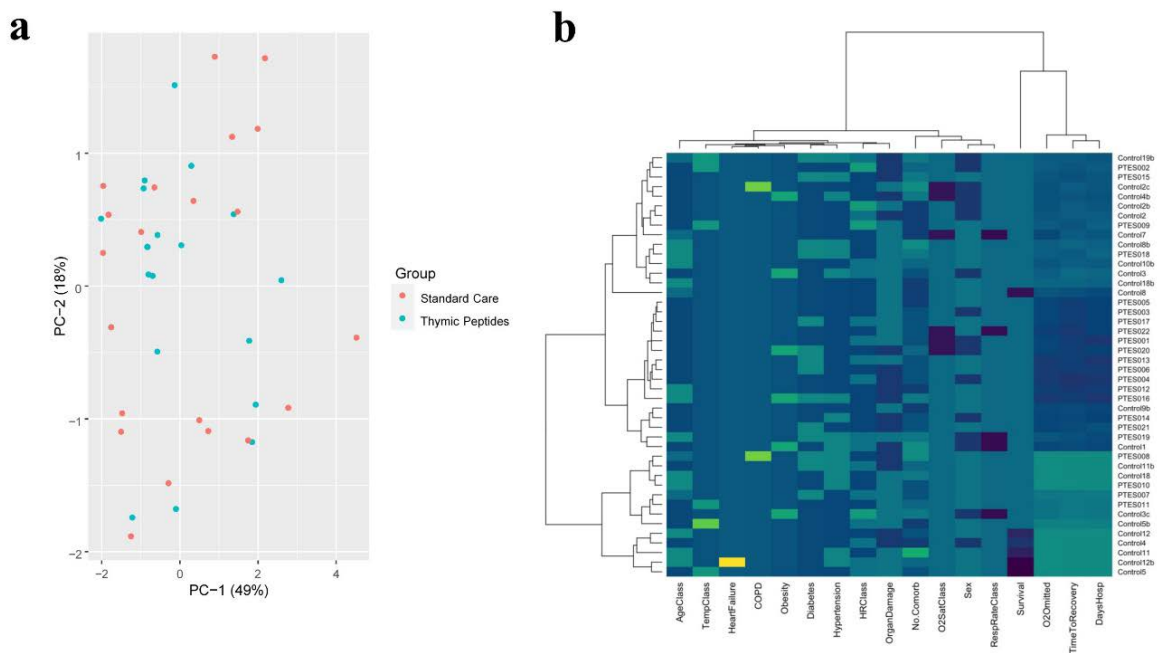 a
b
1
0
−1
−2
PC-2 (18%)
−2
0
2
4
PC-1 (49%)
Group
Standard Care
Thymic Peptides
Control19b
PTES002
PTES015
Control2c
Control4b
Control2b
Control2
PTES009
Control7
Control8b
PTES018
Control10b
Control3
Control18b
Control8
PTES005
PTES003
PTES017
PTES022
PTES001
PTES020
PTES013
PTES006
PTES004
PTES012
PTES016
Control9b
PTES014
PTES021
PTES019
Control1
PTES008
Control11b
Control18
PTES010
PTES007
PTES011
Control3c
Control5b
Control12
Control4
Control11
Control12b
Control5
AgeClass
TempClass
HeartFailure
COPD
Obesity
Diabetes
Hypertension
HRClass
OrganDamage
No.Comorb
O2SatClass
Sex
RespRateClass
Survival
O2Omitted
TimeToRecovery
DaysHosp